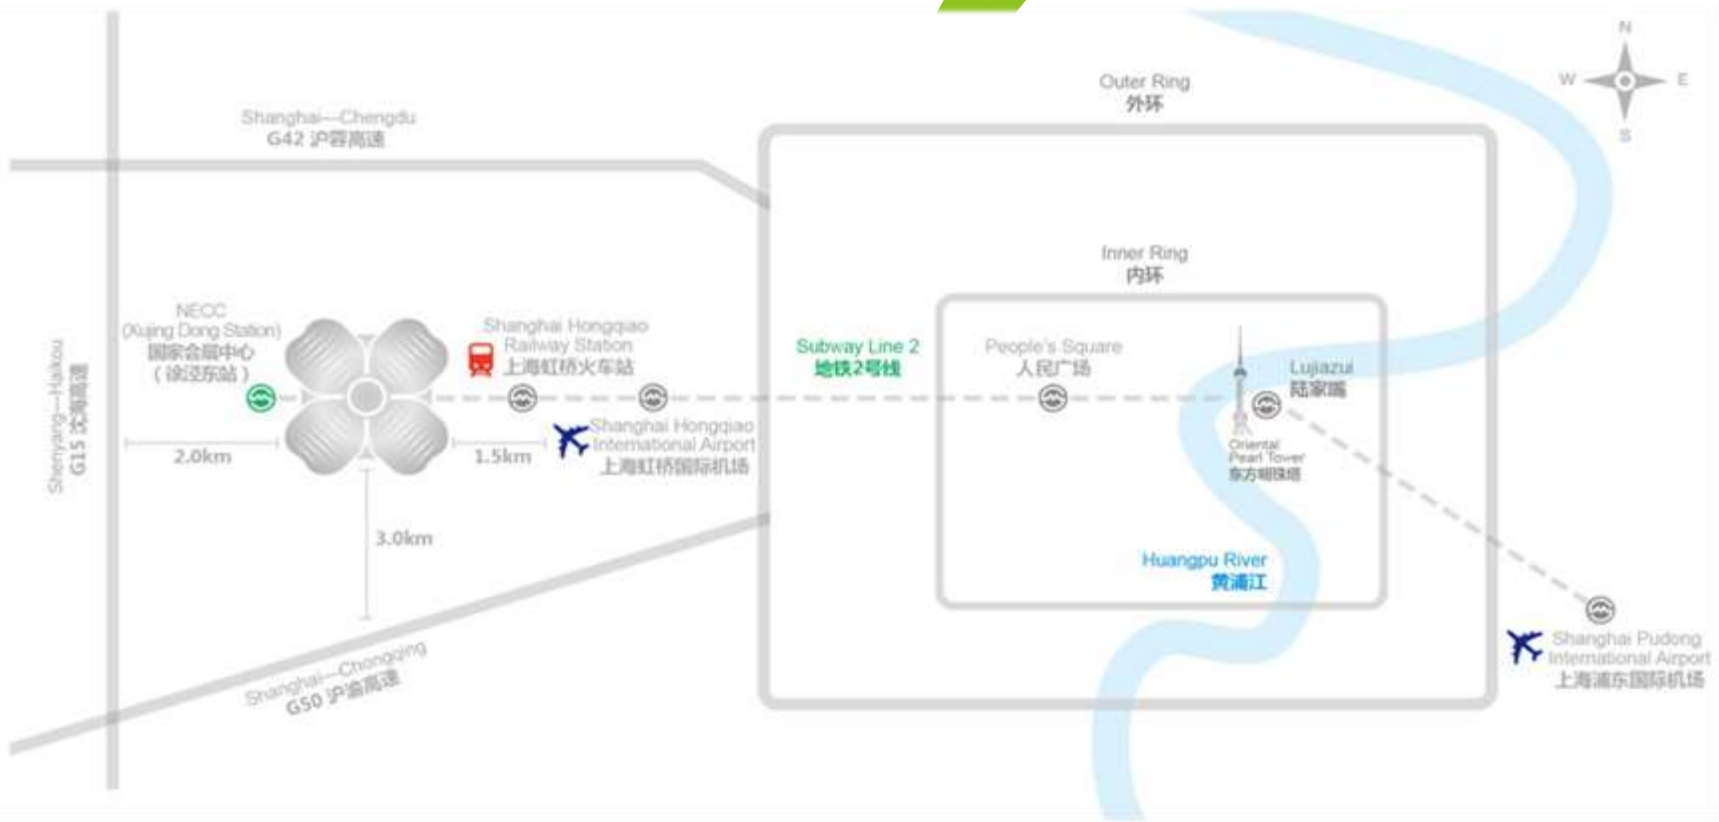 N
W
E
S
Outer Ring
外环
Shanghai—Chengdu
G42 沪蓉高速
Inner Ring
内环
NECC
(Xujing Dong Station)
国家会展中心
（徐泾东站）
Shanghai Hongqiao
Railway Station
上海虹桥火车站
Subway Line 2
地铁2号线
People's Square
人民广场
Lujiazui
陆家嘴
Shenyang—Haikou
G15 沈海高速
2.0km
1.5km
Shanghai Hongqiao
International Airport
上海虹桥国际机场
Oriental
Pearl Tower
东方明珠塔
3.0km
Huangpu River
黄浦江
Shanghai—Chongqing
G50 沪渝高速
Shanghai Pudong
International Airport
上海浦东国际机场